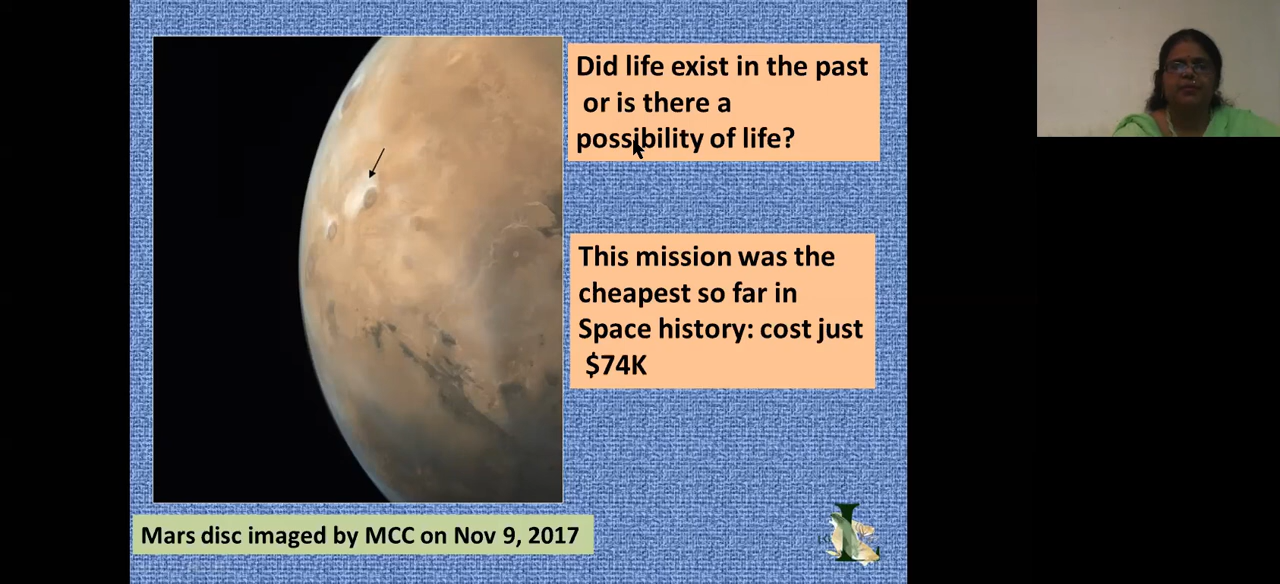 Did life exist in the past
or is there a
possibility of life?
This mission was the
cheapest so far in
Space history: cost just
$74K
Mars disc imaged by MCC on Nov 9, 2017